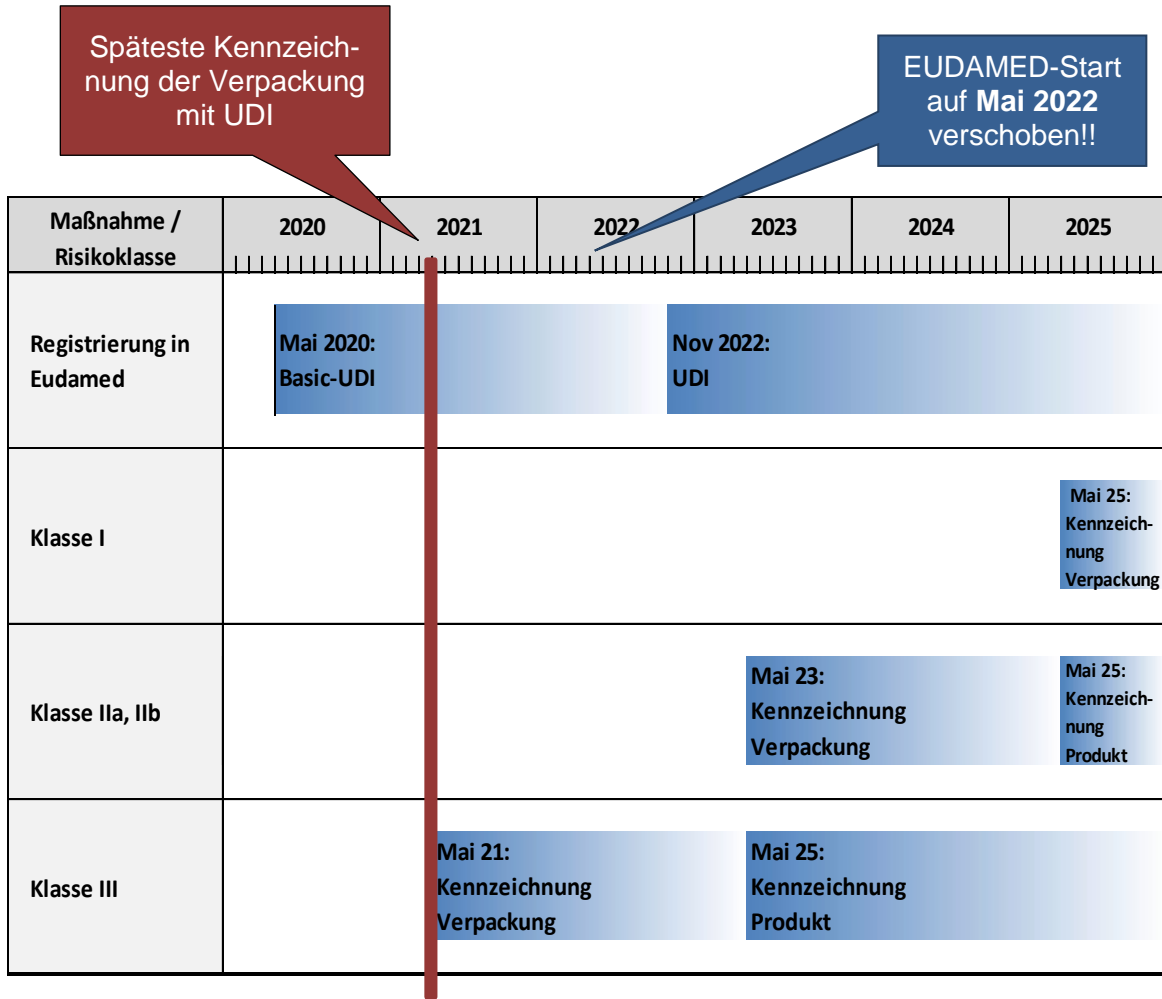 Späteste Kennzeich-
nung der Verpackung
mit UDI
EUDAMED-Start
auf Mai 2022
verschoben!!
Maßnahme /
Risikoklasse
2020
2021
2022
2023
2024
2025
Registrierung in
Eudamed
Mai 2020:
Basic-UDI
Nov 2022:
UDI
Klasse I
Mai 25:
Kennzeich-
nung
Verpackung
Klasse IIa, IIb
Mai 23:
Kennzeichnung
Verpackung
Mai 25:
Kennzeich-
nung
Produkt
Klasse III
Mai 21:
Kennzeichnung
Verpackung
Mai 25:
Kennzeichnung
Produkt